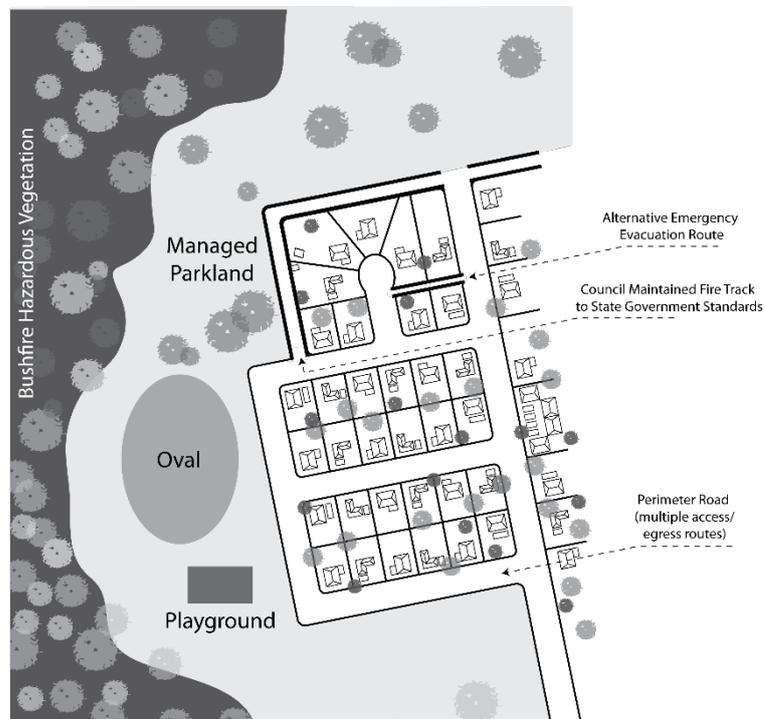 Bushfire Hazardous Vegetation
Managed
Parkland
Alternative Emergency
Evacuation Route
Council Maintained Fire Track
to State Government Standards
Oval
Perimeter Road
(multiple access/
egress routes)
Playground